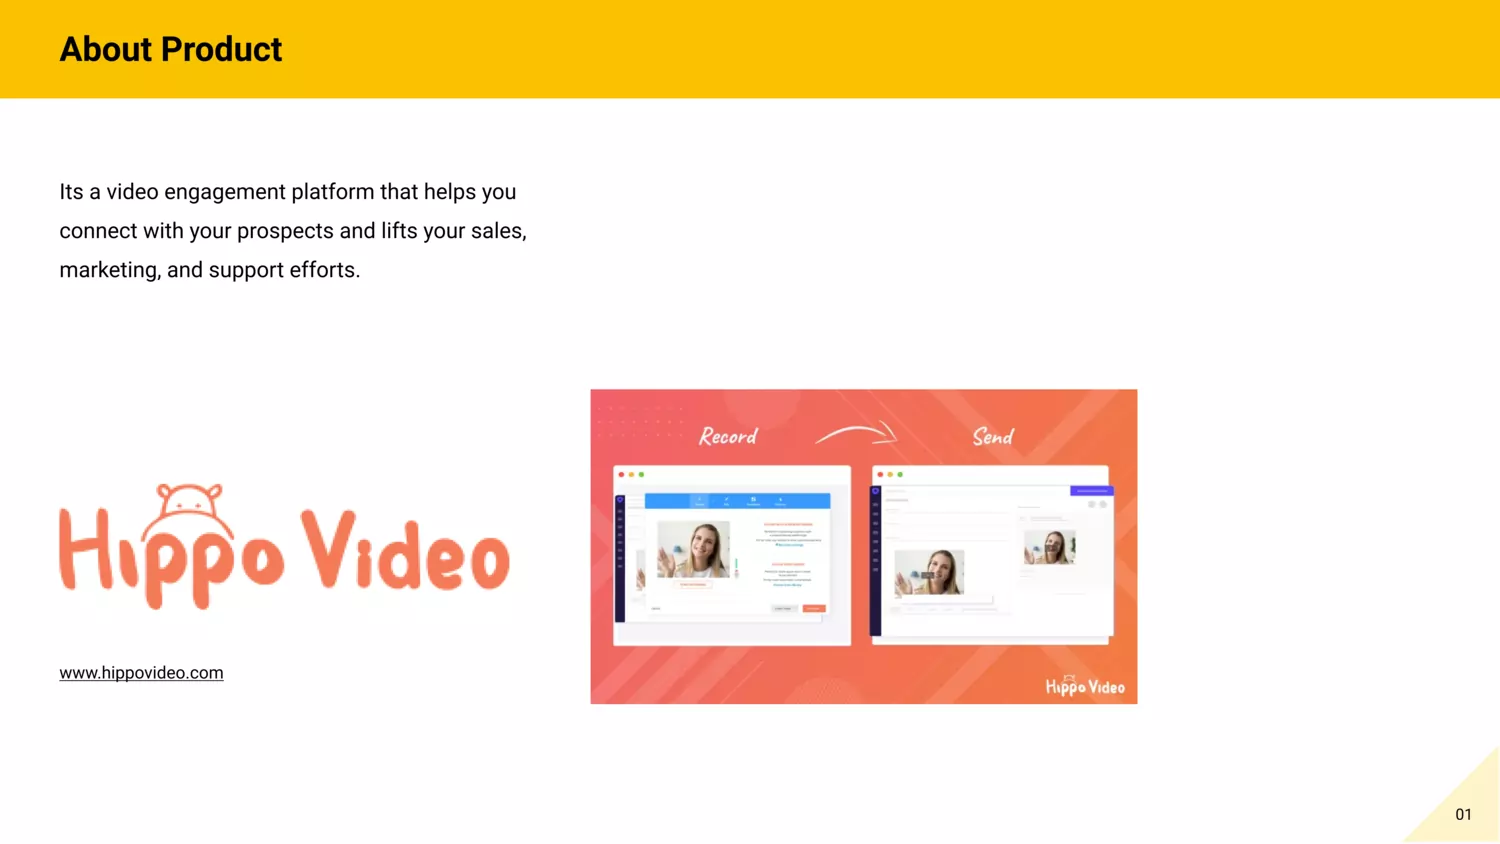 About Product
Its a video engagement platform that helps you
connect with your prospects and lifts your sales,
marketing, and support efforts.
Hippo Video
www.hippovideo.com
Record
Send
Hippo Video
01